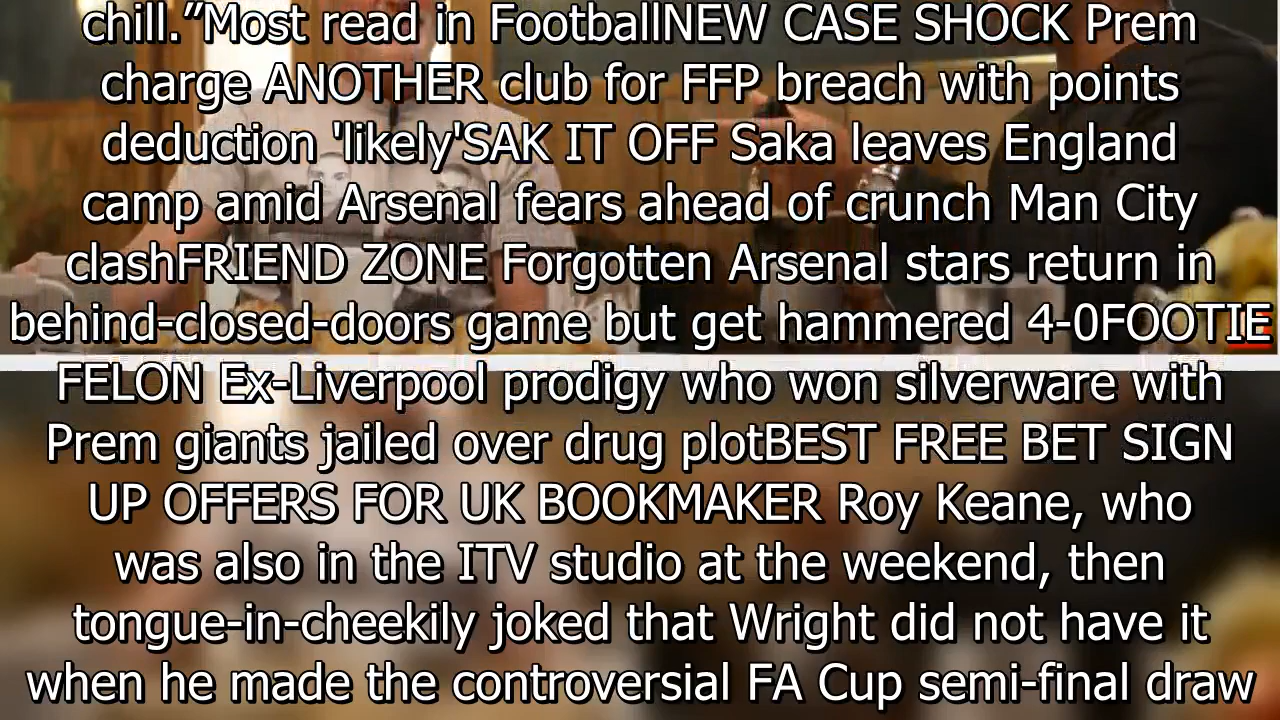 chill.”Most read in FootballNEW CASE SHOCK Prem
charge ANOTHER club for FFP breach with points
deduction 'likely'SAK IT OFF Saka leaves England
camp amid Arsenal fears ahead of crunch Man City
clashFRIEND ZONE Forgotten Arsenal stars return in
behind-closed-doors game but get hammered 4-0FOOTIE
FELON Ex-Liverpool prodigy who won silverware with
Prem giants jailed over drug plotBEST FREE BET SIGN
UP OFFERS FOR UK BOOKMAKER Roy Keane, who
was also in the ITV studio at the weekend, then
tongue-in-cheekily joked that Wright did not have it
when he made the controversial FA Cup semi-final draw